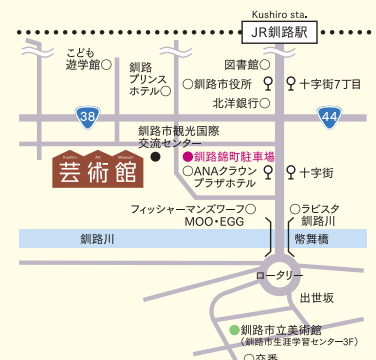 Kushiro sta.
JR釧路駅
こども
遊学館○
図書館○
釧路
プリンス
ホテル○
○釧路市役所
十字街7丁目
北洋銀行○
38
44
釧路市観光国際
交流センター
●
●釧路錦町駐車場
Kushiro Art Museum
芸術館
○ANAクラウン
プラザホテル
十字街
フィッシャーマンズワーフ○
MOO・EGG
○ラビスタ
釧路川
釧路川
幣舞橋
ロータリー
出世坂
●釧路市立美術館
(釧路市生涯学習センター3F)
○交番